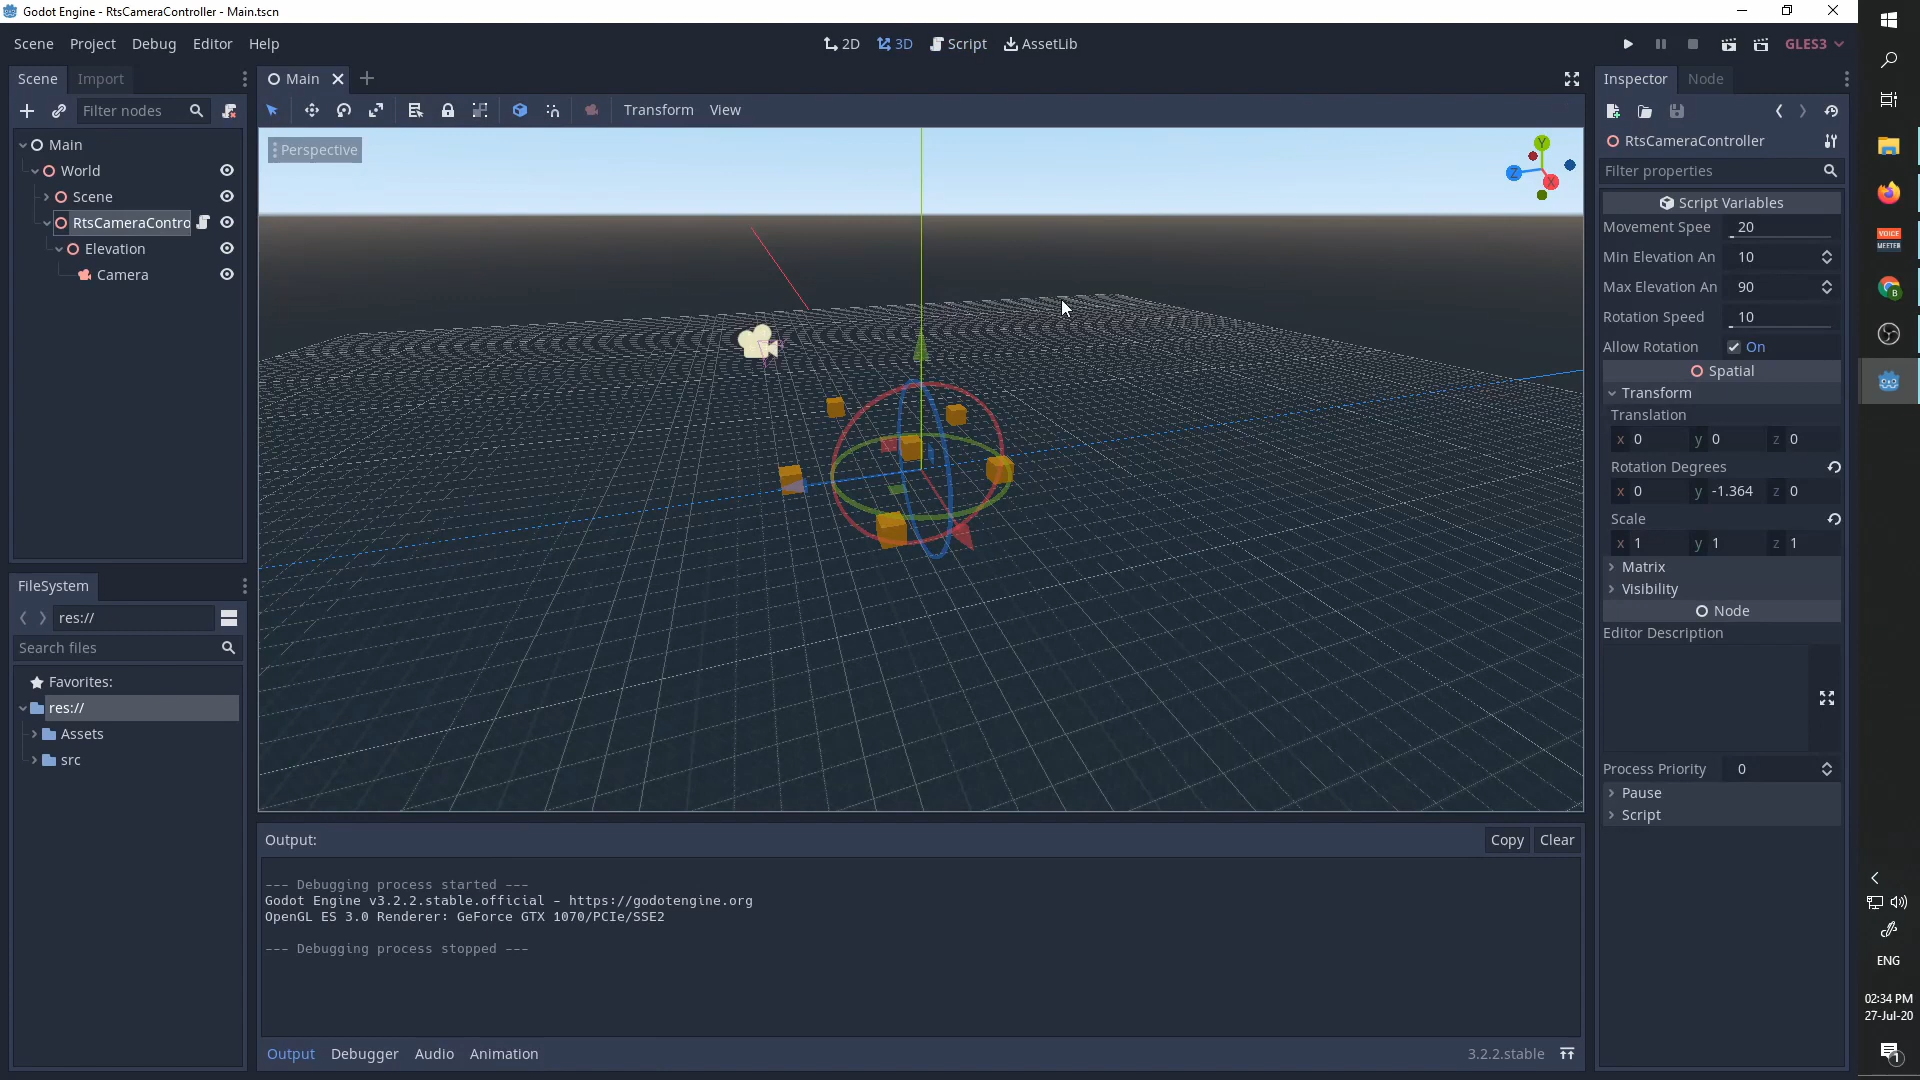 Godot Engine - RtsCameraController - Main.tscn
Scene Project Debug Editor Help
2D 3D Script AssetLib
GLES3
Scene Import
Main
Inspector Node
Filter nodes
Transform View
RtsCameraController
Filter properties
Main
World
Scene
RtsCameraContro
Elevation
Camera
Perspective
Y
Z
X
Script Variables
Movement Spee 20
Min Elevation An 10
Max Elevation An 90
Rotation Speed 10
Allow Rotation On
Spatial
Transform
Translation
x 0 y 0 z 0
Rotation Degrees
x 0 y -1.364 z 0
Scale
x 1 y 1 z 1
Matrix
Visibility
Node
Editor Description
Process Priority 0
Pause
Script
FileSystem
res://
Search files
Favorites:
res://
Assets
src
Output:
Copy Clear
--- Debugging process started ---
Godot Engine v3.2.2.stable.official - https://godotengine.org
OpenGL ES 3.0 Renderer: GeForce GTX 1070/PCIe/SSE2
--- Debugging process stopped ---
Output Debugger Audio Animation
3.2.2.stable
VOICE
MEETER
B
ENG
02:34 PM
27-Jul-20
1